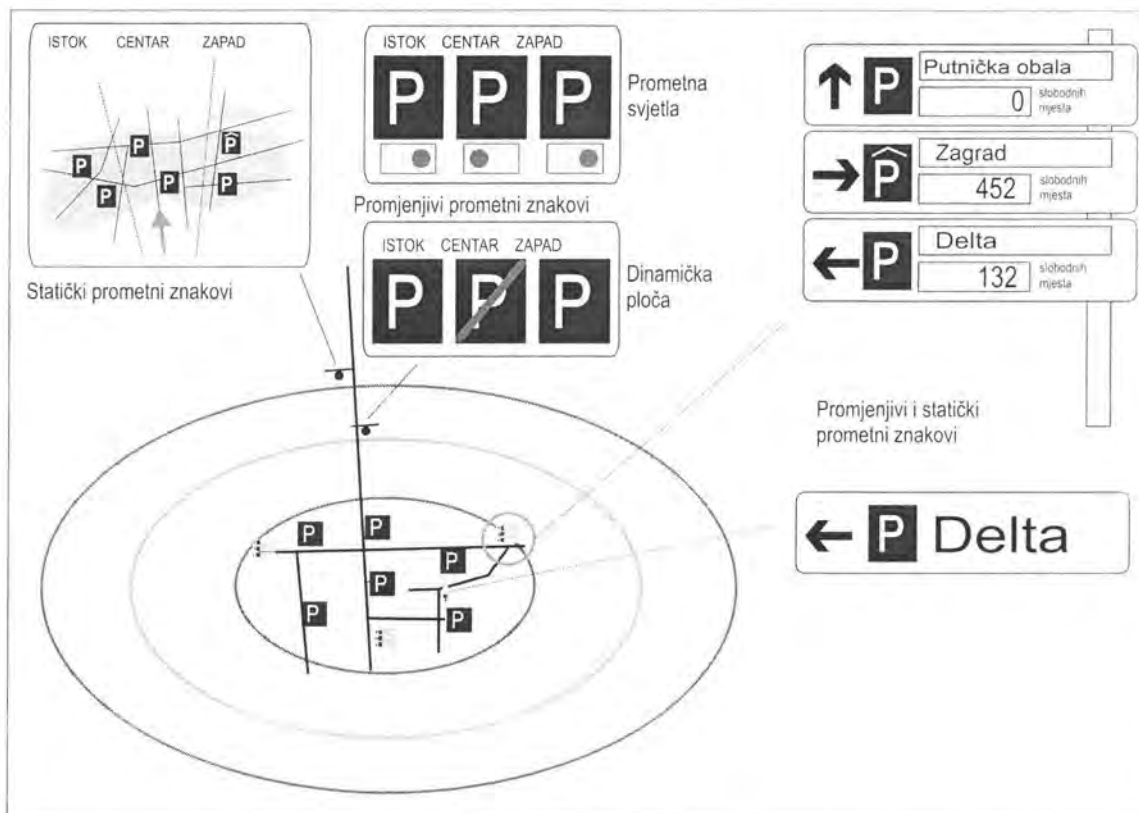 ISTOK CENTAR ZAPAD
P
P
P
P
P
P
Statički prometni znakovi
ISTOK CENTAR ZAPAD
P P P
Prometna
svjetla
Promjenjivi prometni znakovi
ISTOK CENTAR ZAPAD
P P P
Dinamička
ploča
P Putnička obala
0 slobodnih
mjesta
P Zagrad
452 slobodnih
mjesta
P Delta
132 slobodnih
mjesta
Promjenjivi i statički
prometni znakovi
P Delta
P
P
P
P
P
P